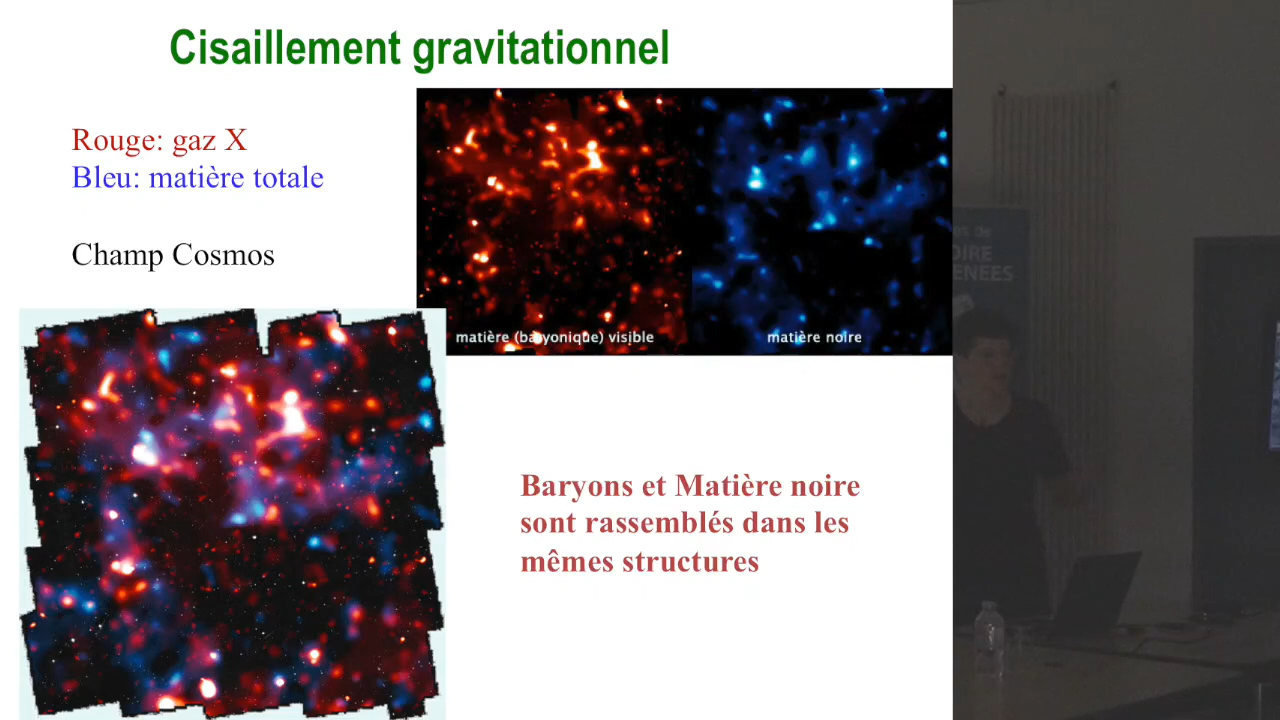 Cisaillement gravitationnel
Rouge: gaz X
Bleu: matière totale
Champ Cosmos
matière (baryonique) visible
matière noire
Baryons et Matière noire
sont rassemblés dans les
mêmes structures